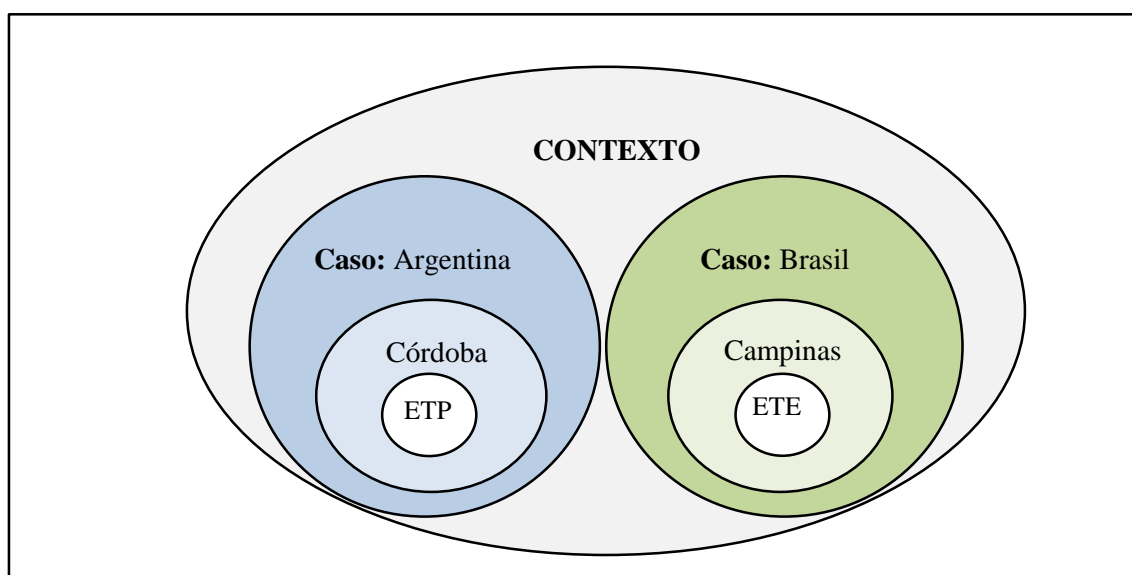 CONTEXTO
Caso: Argentina
Córdoba
ETP
Caso: Brasil
Campinas
ETE